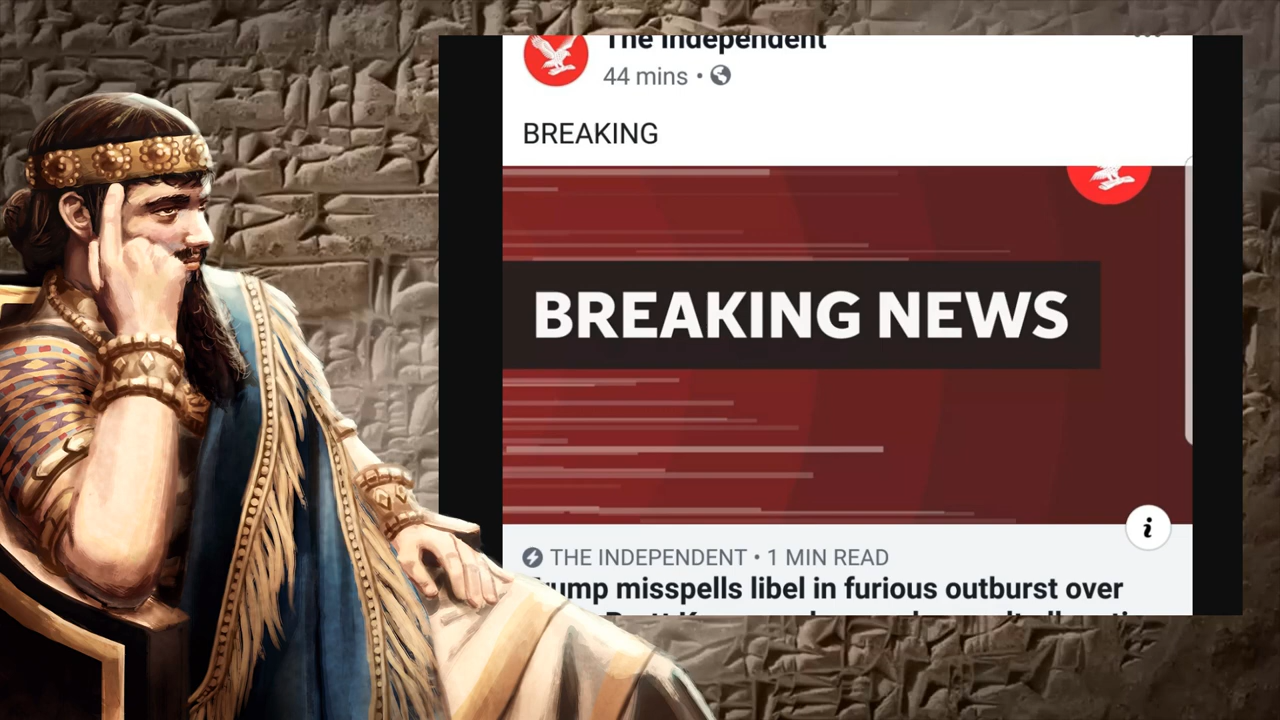 The Independent
44 mins •
BREAKING
BREAKING NEWS
THE INDEPENDENT • 1 MIN READ
misspells libel in furious outburst over